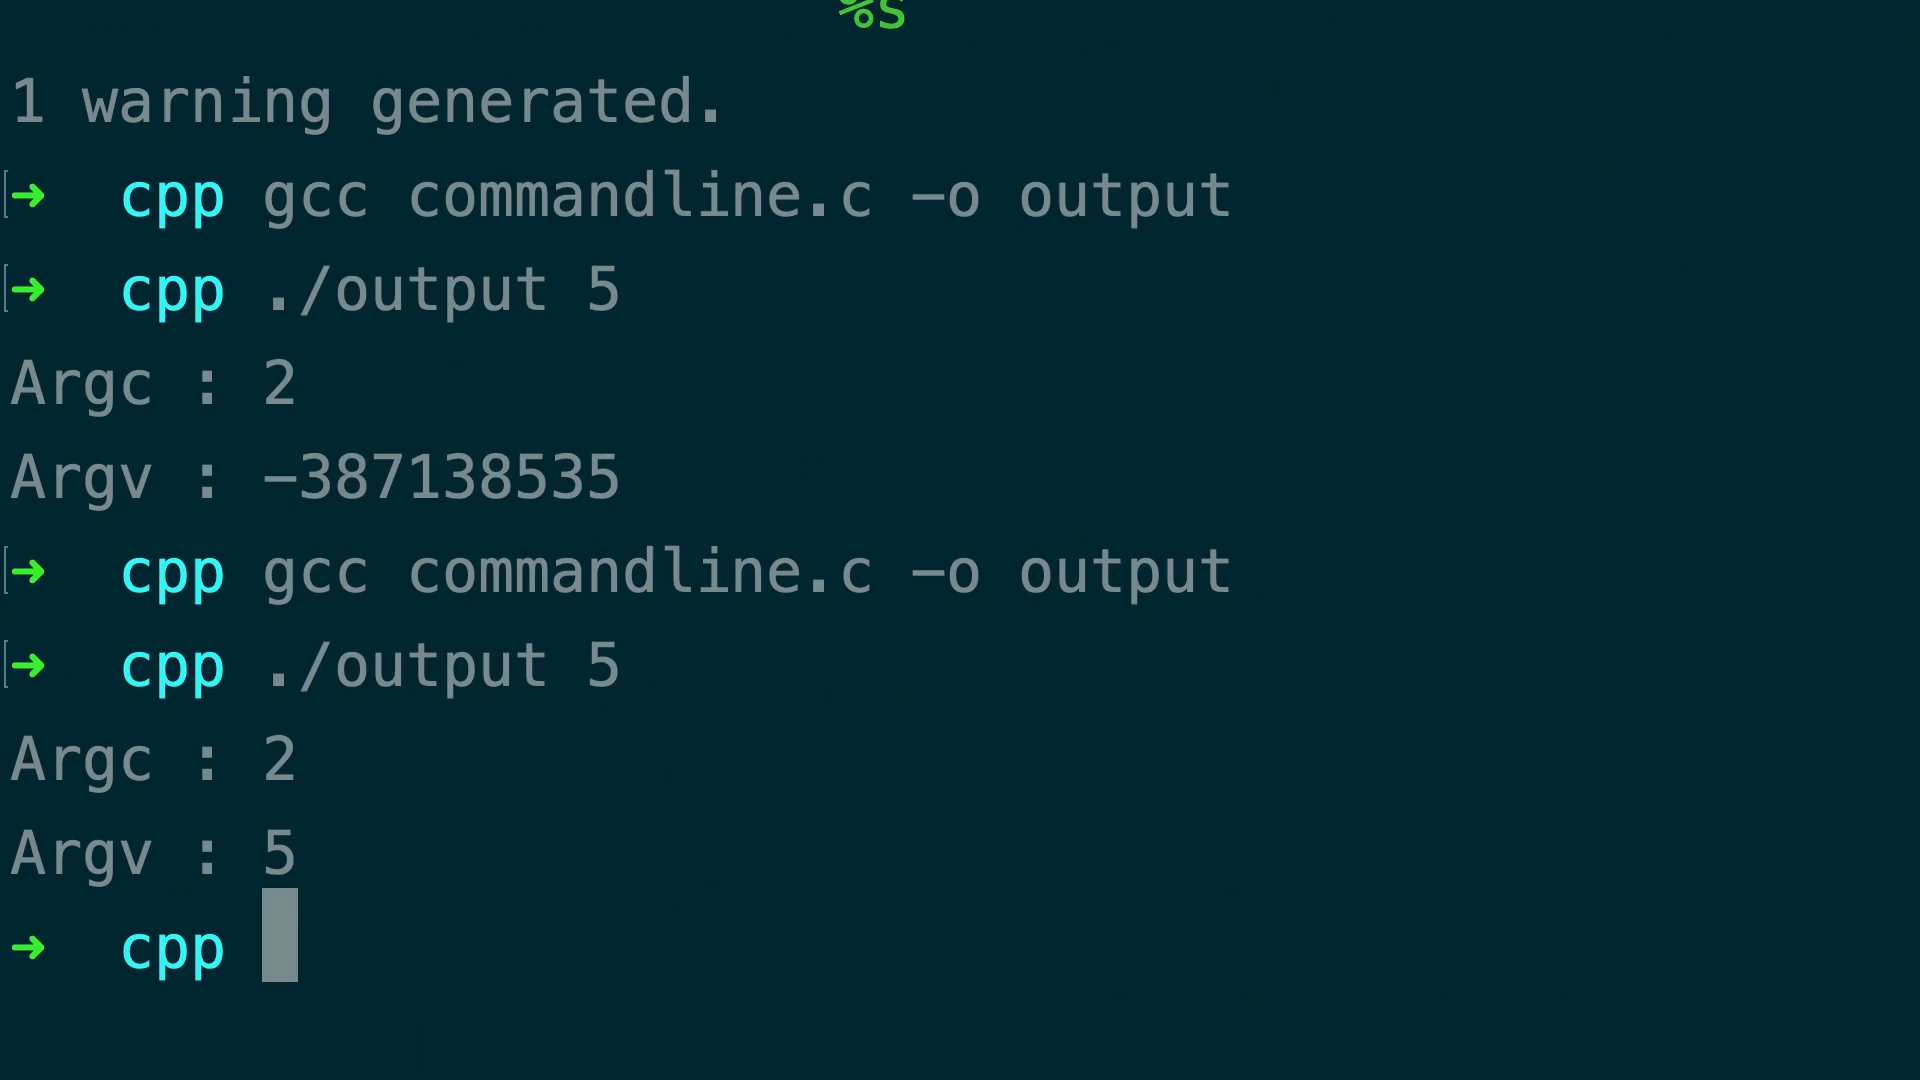 %s
1 warning generated.
➜  cpp gcc commandline.c -o output
➜  cpp ./output 5
Argc : 2
Argv : -387138535
➜  cpp gcc commandline.c -o output
➜  cpp ./output 5
Argc : 2
Argv : 5
➜  cpp